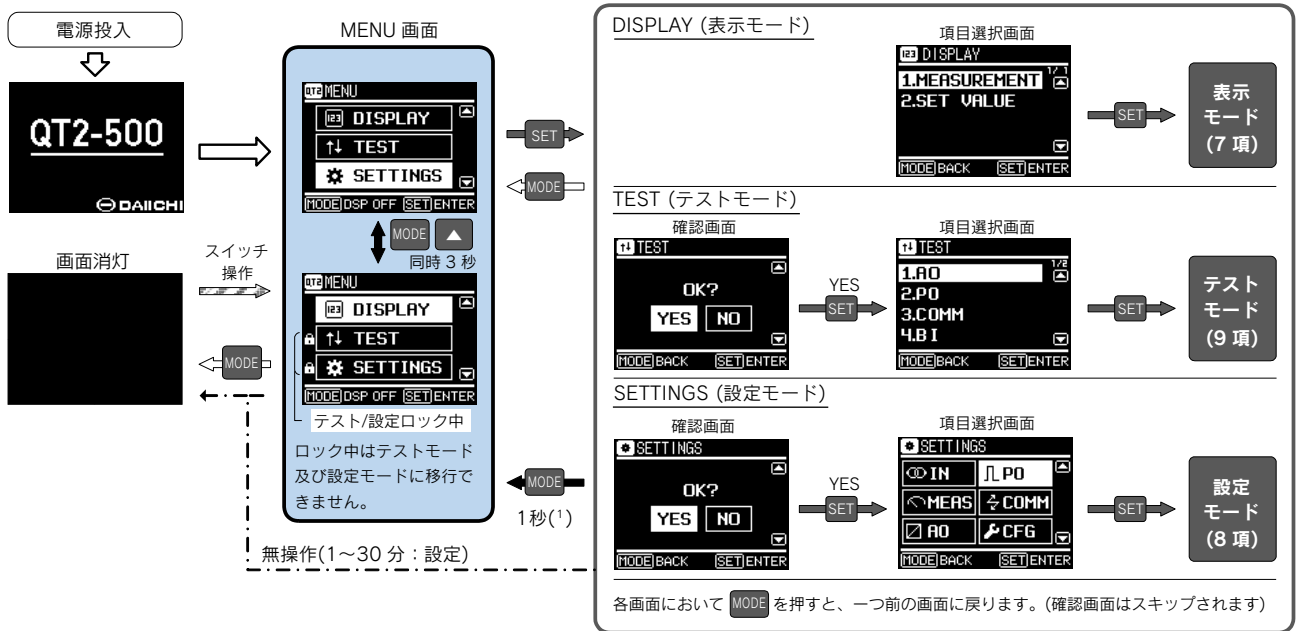 電源投入
QT2-500
DAIICHI
画面消灯
スイッチ
操作
MODE
MENU 画面
QT2 MENU
123 DISPLAY
↑↓ TEST
SETTINGS
MODE DSP OFF SET ENTER
MODE ▲
同時 3 秒
QT2 MENU
123 DISPLAY
↑↓ TEST
SETTINGS
MODE DSP OFF SET ENTER
テスト/設定ロック中
ロック中はテストモード
及び設定モードに移行で
きません。
無操作(1～30 分：設定)
SET
MODE
MODE
1秒(1)
DISPLAY (表示モード)
項目選択画面
123 DISPLAY
1/1
1.MEASUREMENT
2.SET VALUE
MODE BACK SET ENTER
SET
表示
モード
(7 項)
TEST (テストモード)
確認画面
↑↓ TEST
OK?
YES NO
MODE BACK SET ENTER
YES
SET
項目選択画面
↑↓ TEST
1/2
1.AO
2.PO
3.COMM
4.BI
MODE BACK SET ENTER
SET
テスト
モード
(9 項)
SETTINGS (設定モード)
確認画面
SETTINGS
OK?
YES NO
MODE BACK SET ENTER
YES
SET
項目選択画面
SETTINGS
IN PO
MEAS COMM
AO CFG
MODE BACK SET ENTER
SET
設定
モード
(8 項)
各画面において MODE を押すと、一つ前の画面に戻ります。(確認画面はスキップされます)